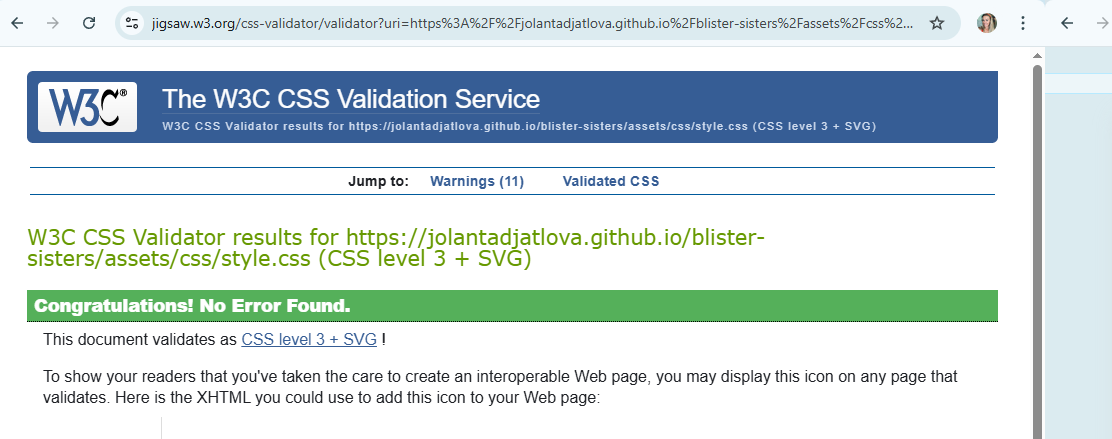 jigsaw.w3.org/css-validator/validator?uri=https%3A%2F%2Fjolantadjatlova.github.io%2Fblister-sisters%2Fassets%2Fcss%2...
W3C®
The W3C CSS Validation Service
W3C CSS Validator results for https://jolantadjatlova.github.io/blister-sisters/assets/css/style.css (CSS level 3 + SVG)
Jump to: Warnings (11) Validated CSS
W3C CSS Validator results for https://jolantadjatlova.github.io/blister-
sisters/assets/css/style.css (CSS level 3 + SVG)
Congratulations! No Error Found.
This document validates as CSS level 3 + SVG !
To show your readers that you've taken the care to create an interoperable Web page, you may display this icon on any page that
validates. Here is the XHTML you could use to add this icon to your Web page: